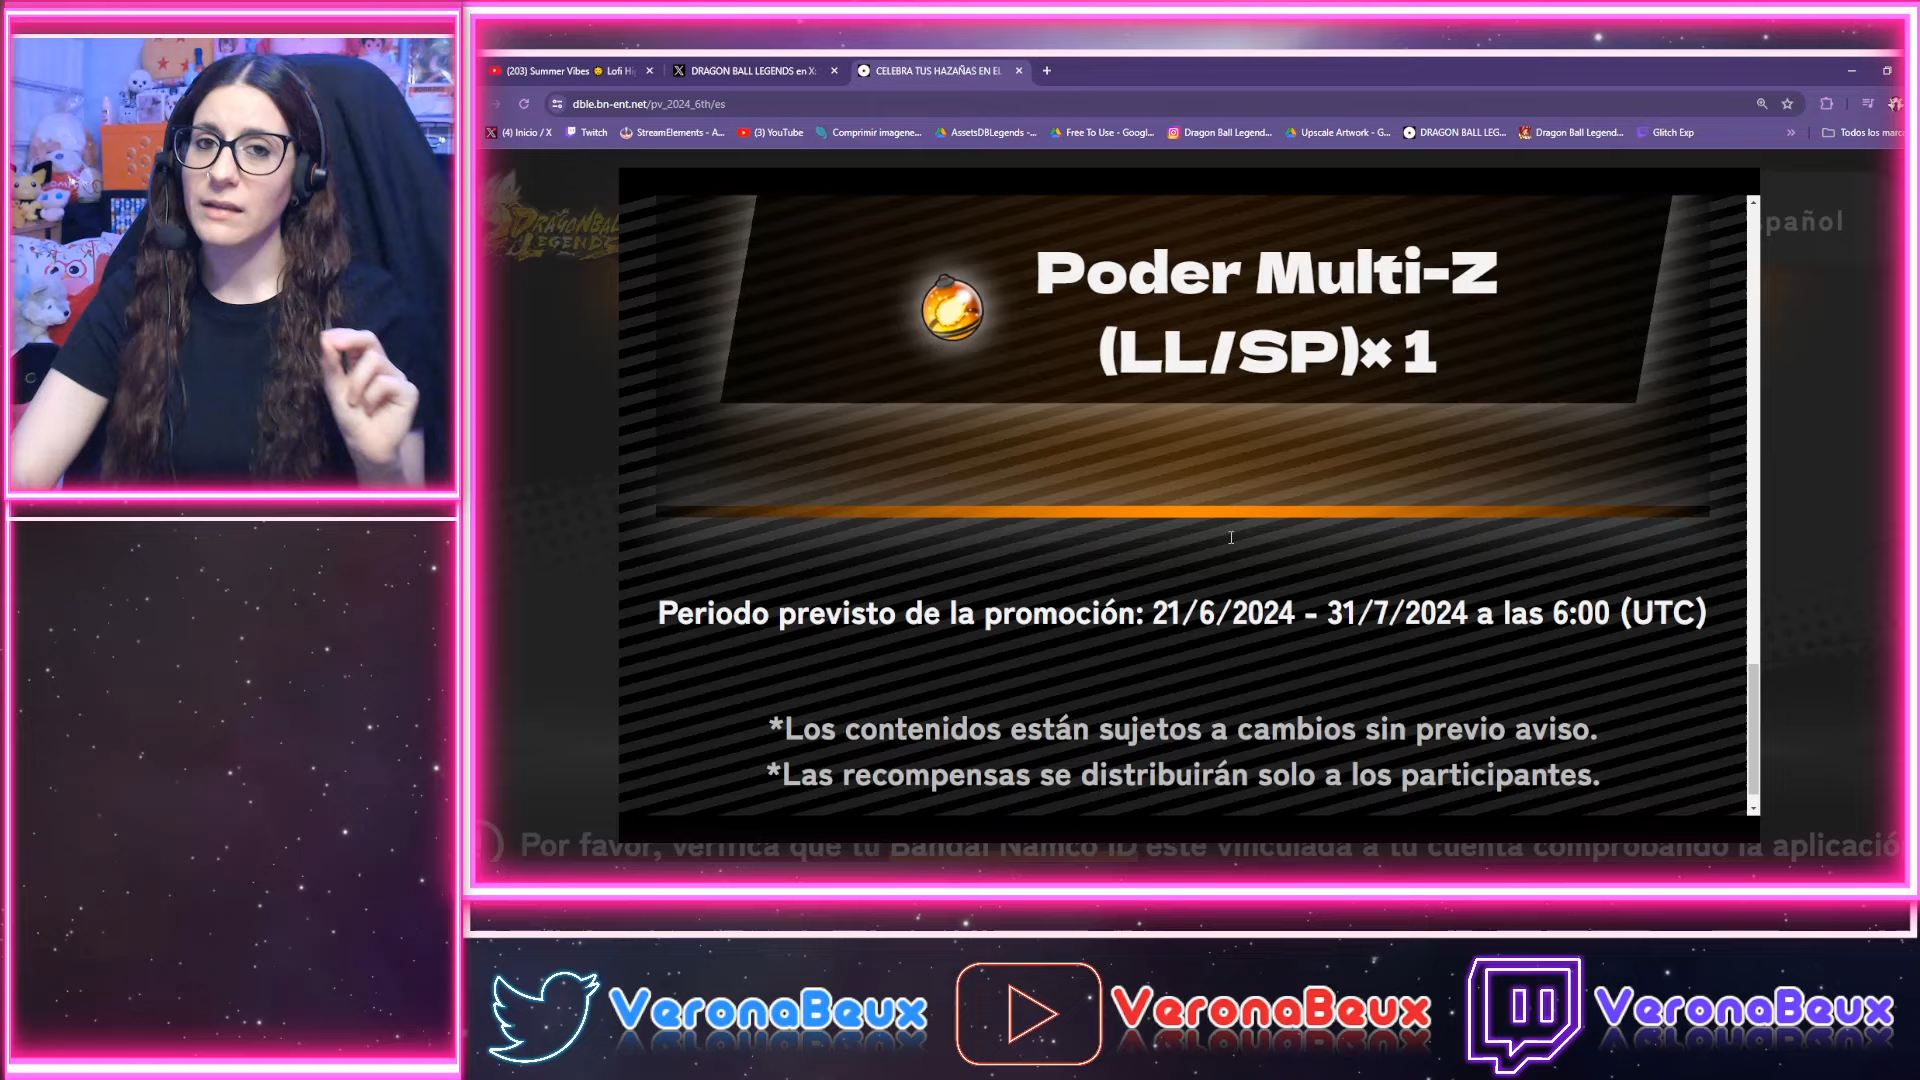 (203) Summer Vibes
Lofi Hi
DRAGON BALL LEGENDS en X:
CELEBRA TUS HAZAÑAS EN EL
dble.bn-ent.net/pv_2024_6th/es
(4) Inicio / X
Twitch
StreamElements - A...
(3) YouTube
Comprimir imagene...
AssetsDBLegends -...
Free To Use - Googl...
Dragon Ball Legend...
Upscale Artwork - G...
DRAGON BALL LEG...
Dragon Ball Legend...
Glitch Exp
Todos los marc
DRAGONBALL
LEGENDS
pañol
Poder Multi-Z
(LL/SP)× 1
Periodo previsto de la promoción: 21/6/2024 - 31/7/2024 a las 6:00 (UTC)
*Los contenidos están sujetos a cambios sin previo aviso.
*Las recompensas se distribuirán solo a los participantes.
Por favor, verifica que tu Bandai Namco ID esté vinculada a tu cuenta comprobando la aplicació
VeronaBeux
VeronaBeux
VeronaBeux